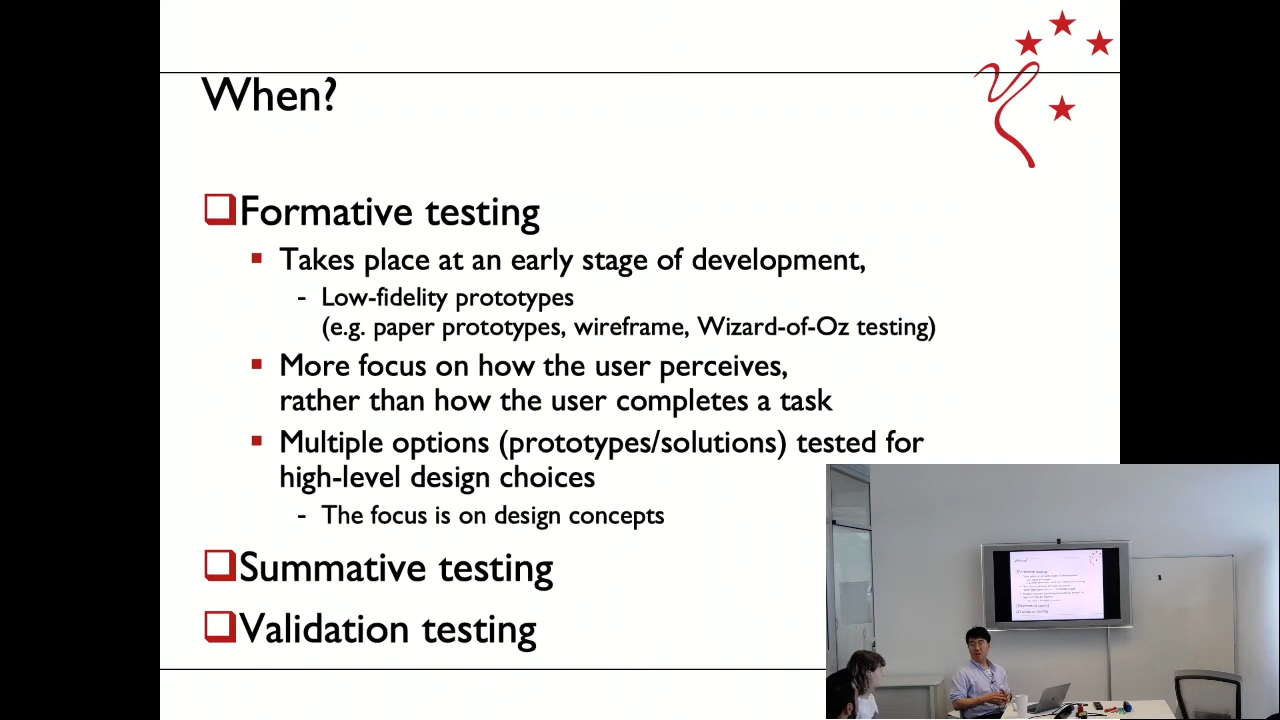 When?
Formative testing
Takes place at an early stage of development,
- Low-fidelity prototypes
(e.g. paper prototypes, wireframe, Wizard-of-Oz testing)
More focus on how the user perceives,
rather than how the user completes a task
Multiple options (prototypes/solutions) tested for
high-level design choices
- The focus is on design concepts
Summative testing
Validation testing